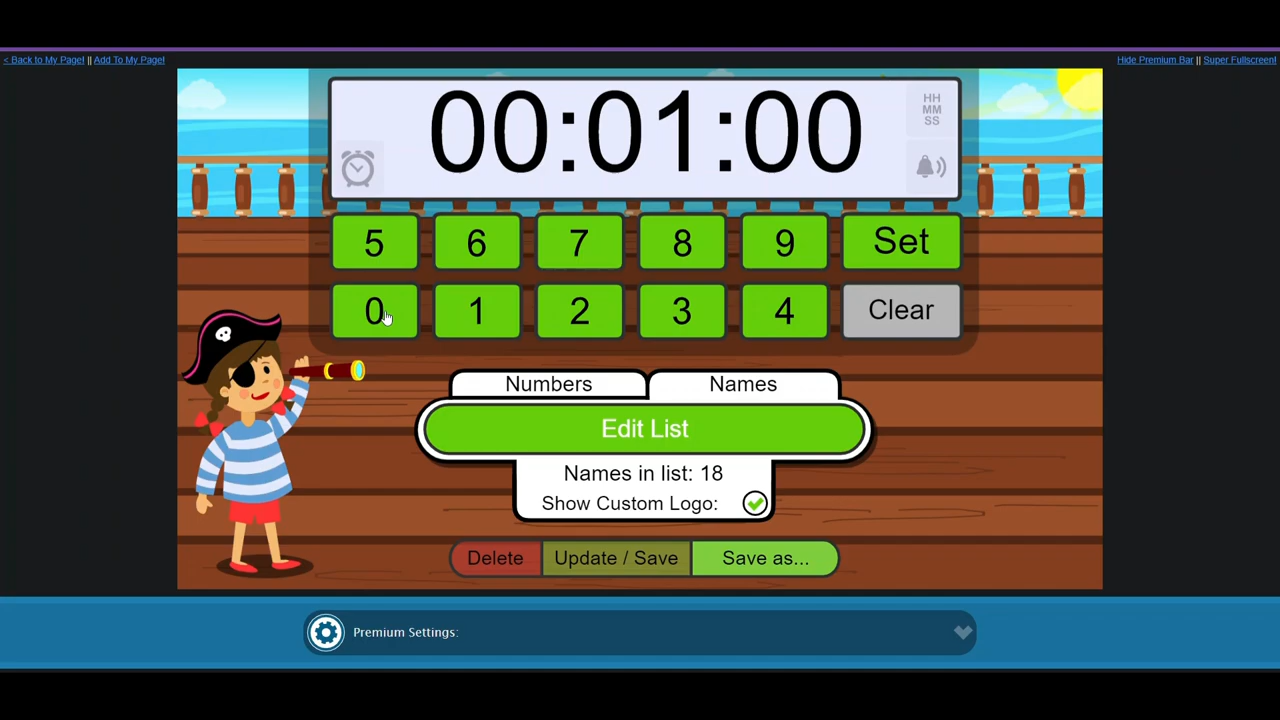 < Back to My Page! || Add To My Page!
Hide Premium Bar || Super Fullscreen!
00:01:00
HH
MM
SS
5 6 7 8 9 Set
0 1 2 3 4 Clear
Numbers Names
Edit List
Names in list: 18
Show Custom Logo:
Delete Update / Save Save as...
Premium Settings: